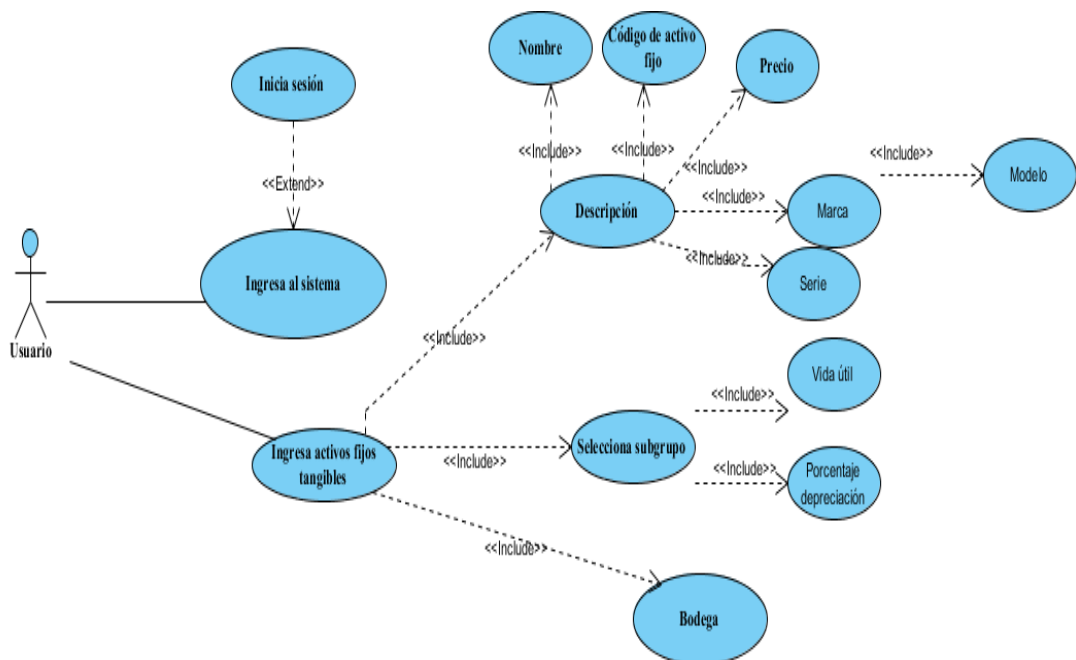 Nombre
Código de activo
fijo
Precio
Inicia sesión
<<Include>>
<<Include>>
<<Include>>
<<Include>>
Modelo
<<Extend>>
<<Include>>
Descripción
Marca
<<Include>>
Serie
Ingresa al sistema
Usuario
<<Include>>
Vida útil
<<Include>>
Ingresa activos fijos
tangibles
<<Include>>
Selecciona subgrupo
<<Include>>
Porcentaje
depreciación
<<Include>>
Bodega